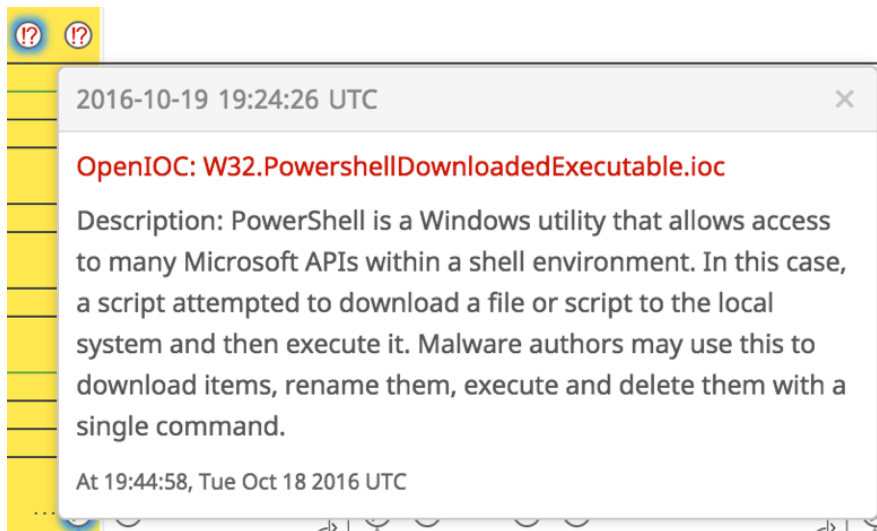 !? !?
2016-10-19 19:24:26 UTC ×
OpenIOC: W32.PowershellDownloadedExecutable.ioc
Description: PowerShell is a Windows utility that allows access
to many Microsoft APIs within a shell environment. In this case,
a script attempted to download a file or script to the local
system and then execute it. Malware authors may use this to
download items, rename them, execute and delete them with a
single command.
At 19:44:58, Tue Oct 18 2016 UTC
...